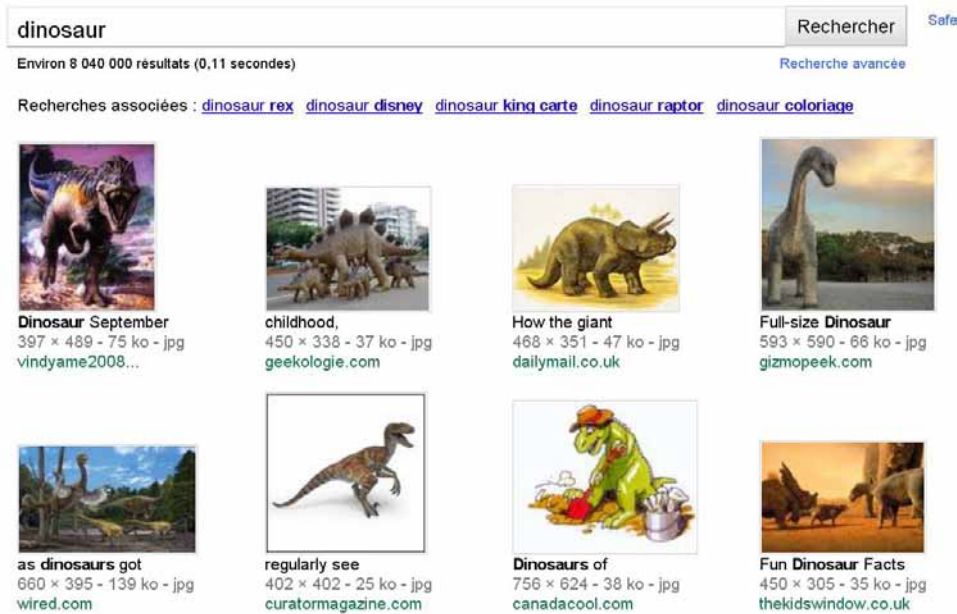 dinosaur
Rechercher
Safe
Environ 8 040 000 résultats (0,11 secondes)
Recherche avancée
Recherches associées : dinosaur rex dinosaur disney dinosaur king carte dinosaur raptor dinosaur coloriage
Dinosaur September
397 × 489 - 75 ko - jpg
vindyame2008...
childhood,
450 × 338 - 37 ko - jpg
geekologie.com
How the giant
468 × 351 - 47 ko - jpg
dailymail.co.uk
Full-size Dinosaur
593 × 590 - 66 ko - jpg
gizmopeek.com
as dinosaurs got
660 × 395 - 139 ko - jpg
wired.com
regularly see
402 × 402 - 25 ko - jpg
curatormagazine.com
Dinosaurs of
756 × 624 - 38 ko - jpg
canadacool.com
Fun Dinosaur Facts
450 × 305 - 35 ko - jpg
thekidswindow.co.uk